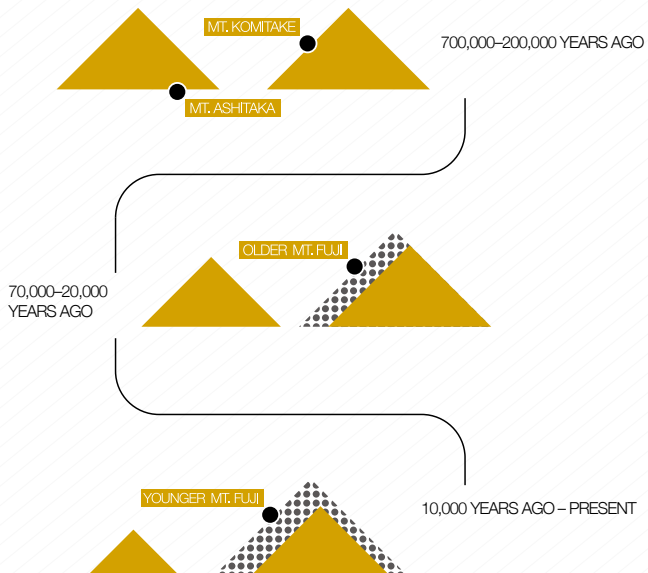 MT. KOMITAKE
700,000–200,000 YEARS AGO
MT. ASHITAKA
OLDER MT. FUJI
70,000–20,000
YEARS AGO
YOUNGER MT. FUJI
10,000 YEARS AGO – PRESENT